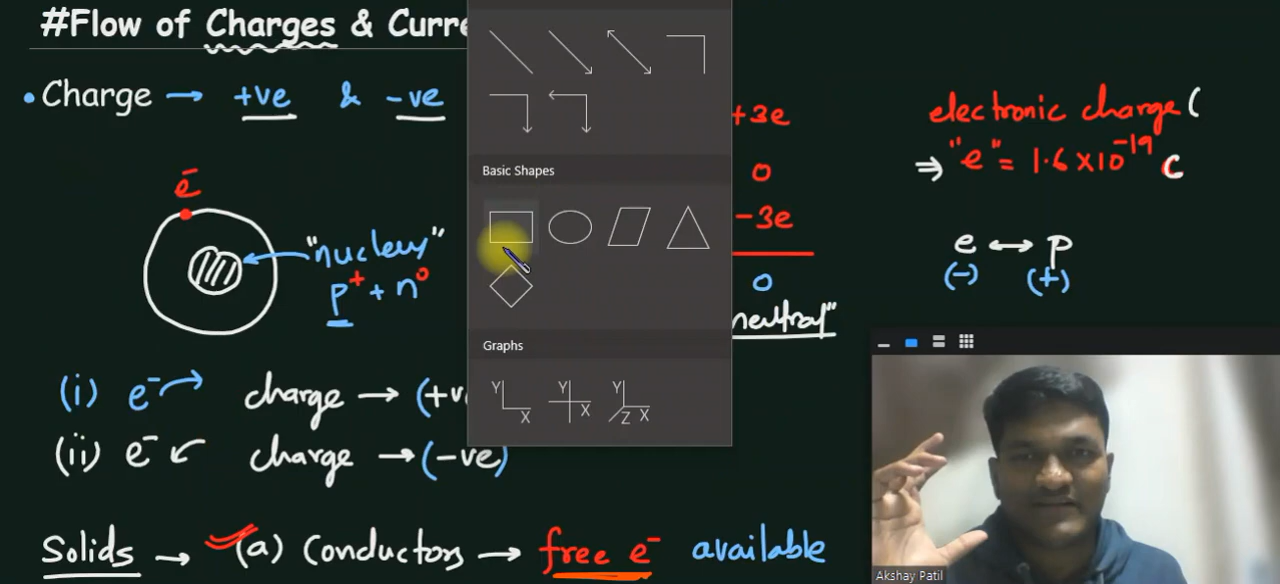 #Flow of Charges & Curre
• Charge → +ve & -ve
e⁻
"nucleus"
p⁺ + n⁰
(i) e⁻ charge → (+v
(ii) e⁻ charge → (-ve)
Solids → (a) Conductors → free e⁻ available
Basic Shapes
Graphs
Y X
Y X
Y Z X
+3e
0
-3e
0
neutral"
electronic charge (
⇒ "e" = 1.6 × 10⁻¹⁹ C
e ↔ p
(-) (+)
Akshay Patil